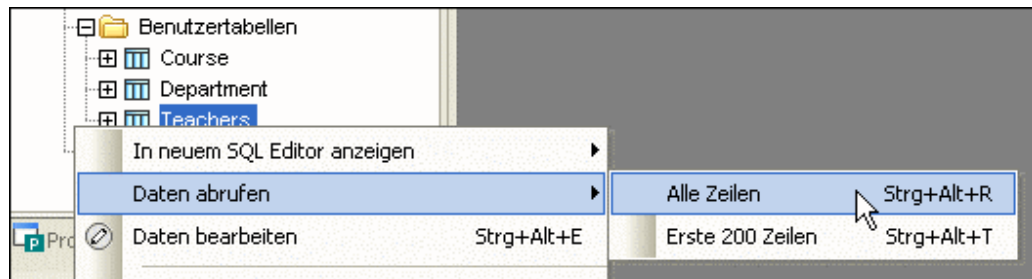 Benutzertabellen
Course
Department
Teachers
In neuem SQL Editor anzeigen
Daten abrufen
Alle Zeilen Strg+Alt+R
Daten bearbeiten Strg+Alt+E
Erste 200 Zeilen Strg+Alt+T